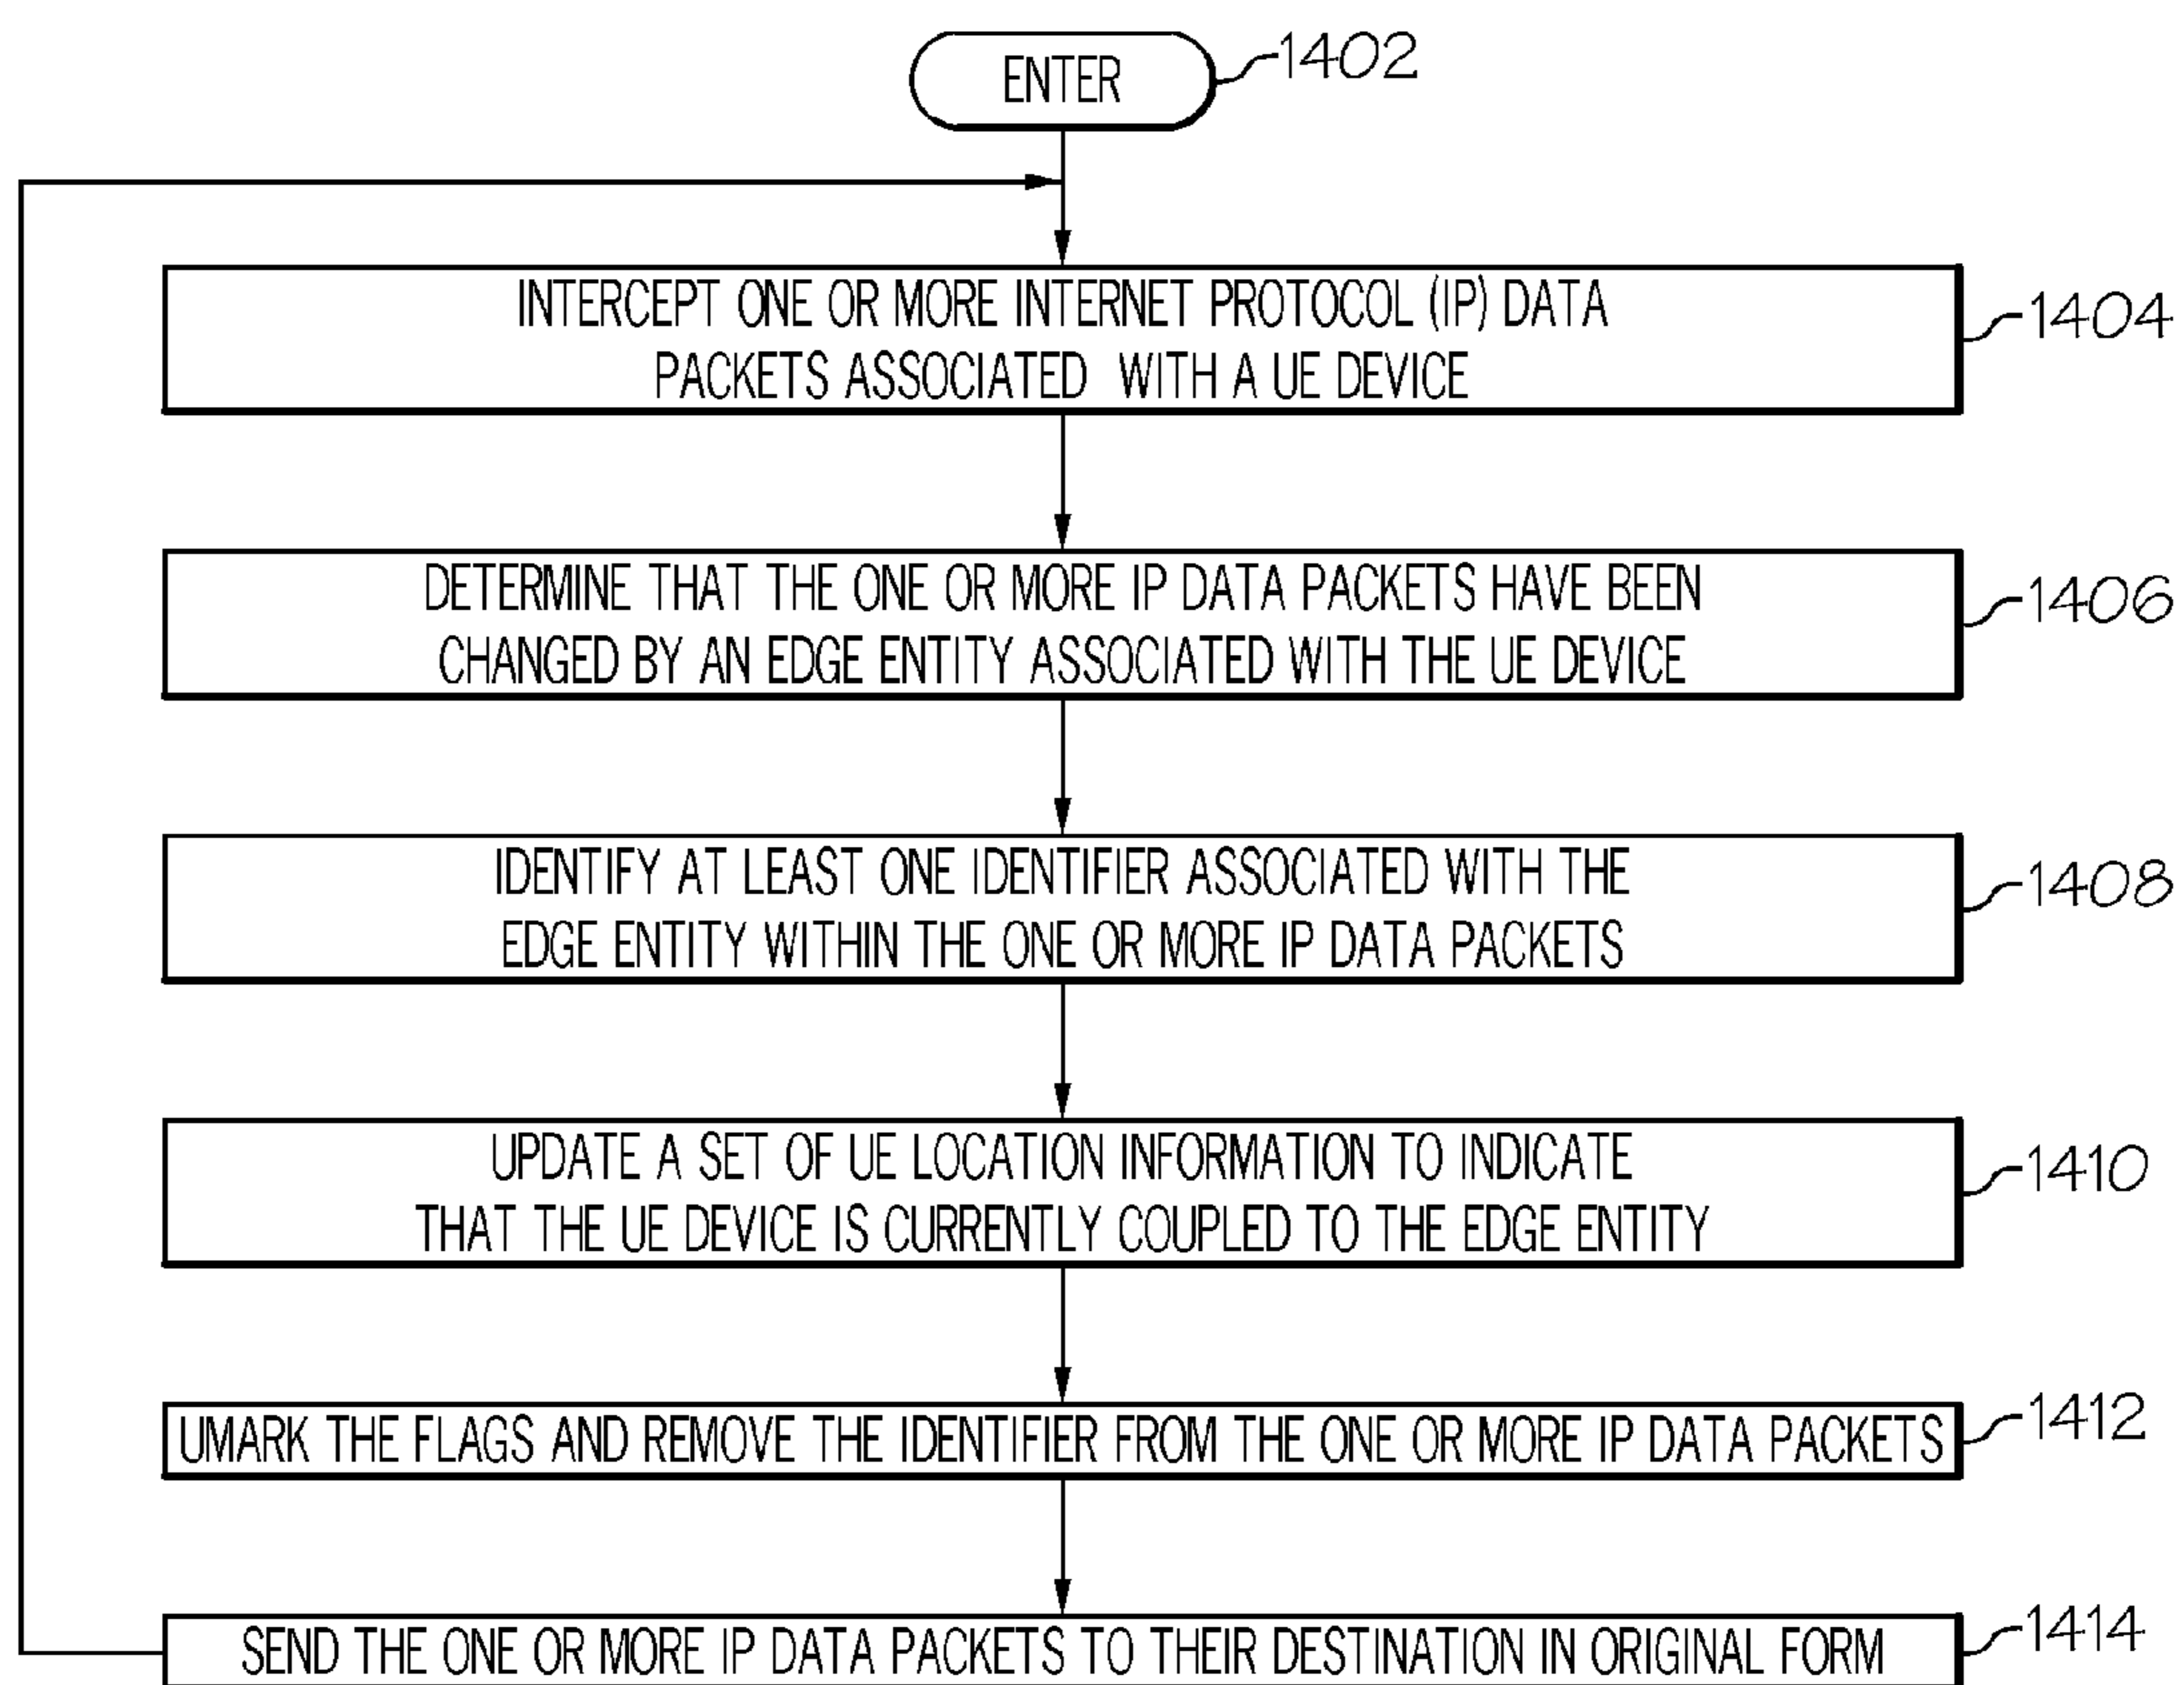 ENTER
1402
INTERCEPT ONE OR MORE INTERNET PROTOCOL (IP) DATA
PACKETS ASSOCIATED WITH A UE DEVICE
1404
DETERMINE THAT THE ONE OR MORE IP DATA PACKETS HAVE BEEN
CHANGED BY AN EDGE ENTITY ASSOCIATED WITH THE UE DEVICE
1406
IDENTIFY AT LEAST ONE IDENTIFIER ASSOCIATED WITH THE
EDGE ENTITY WITHIN THE ONE OR MORE IP DATA PACKETS
1408
UPDATE A SET OF UE LOCATION INFORMATION TO INDICATE
THAT THE UE DEVICE IS CURRENTLY COUPLED TO THE EDGE ENTITY
1410
UMARK THE FLAGS AND REMOVE THE IDENTIFIER FROM THE ONE OR MORE IP DATA PACKETS
1412
SEND THE ONE OR MORE IP DATA PACKETS TO THEIR DESTINATION IN ORIGINAL FORM
1414